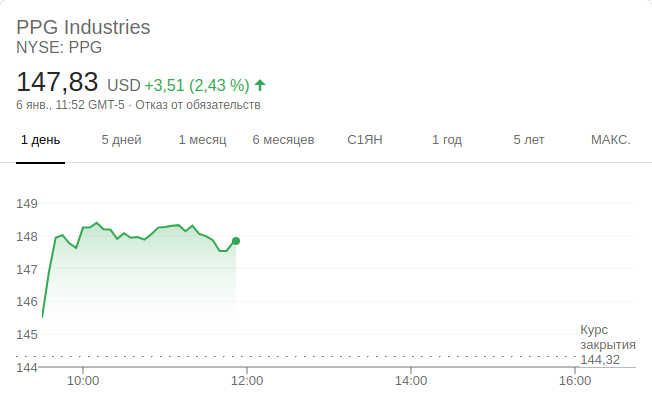 PPG Industries
NYSE: PPG
147,83 USD +3,51 (2,43 %)
6 янв., 11:52 GMT-5 · Отказ от обязательств
1 день 5 дней 1 месяц 6 месяцев С1ЯН 1 год 5 лет МАКС.
149
148
147
146
145
144
Курс
закрытия
144,32
10:00 12:00 14:00 16:00